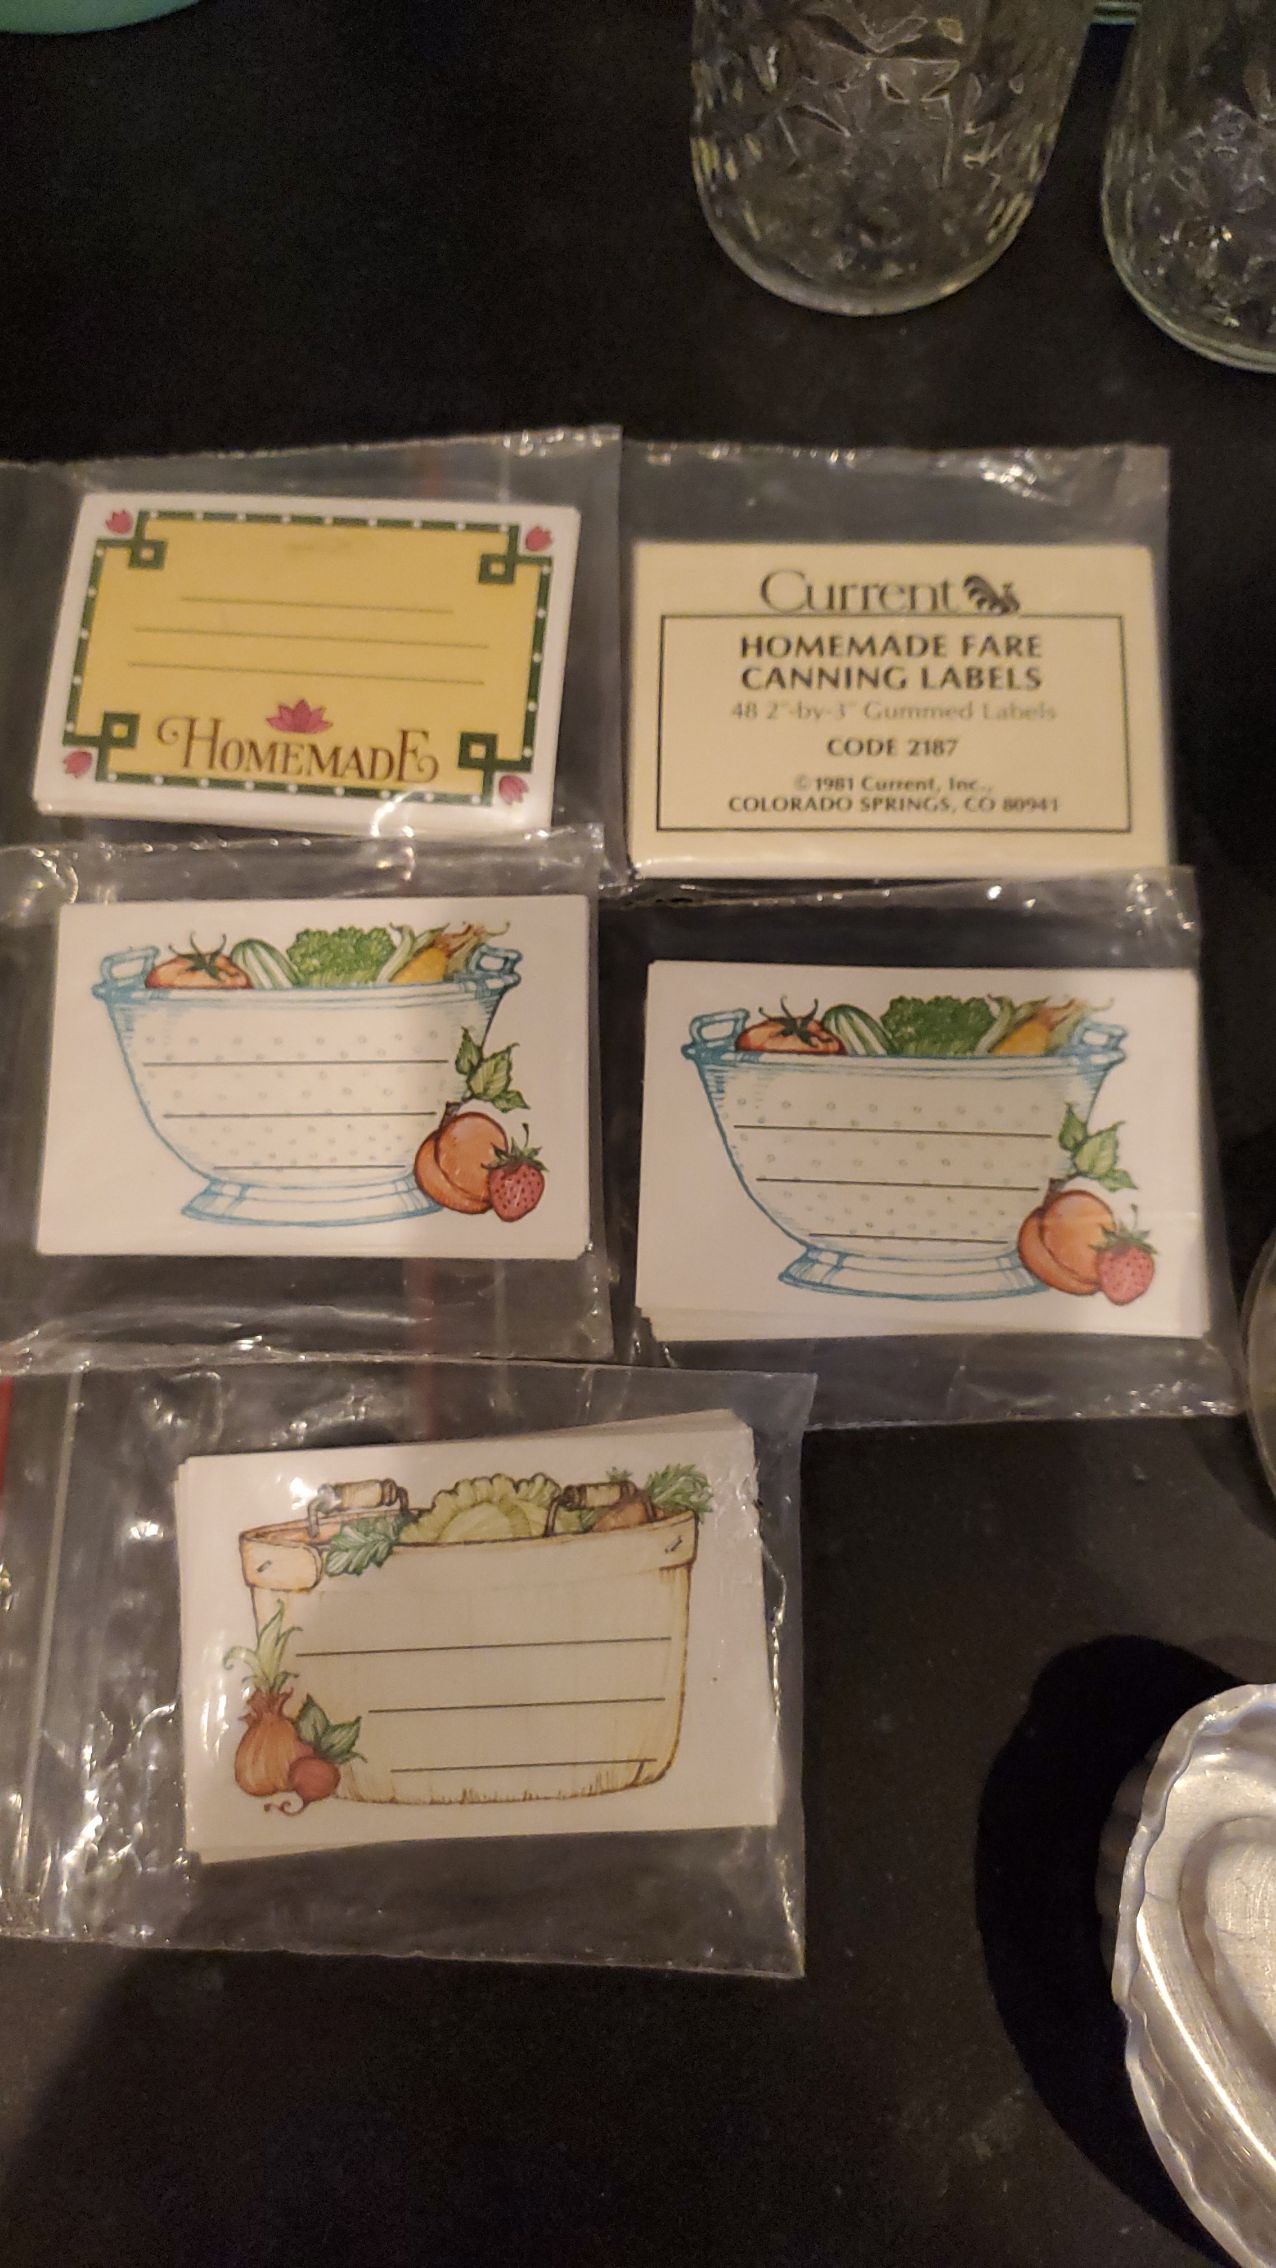 HOMEMADE
Current
HOMEMADE FARE
CANNING LABELS
48 2"-by-3" Gummed Labels
CODE 2187
© 1981 Current, Inc.,
COLORADO SPRINGS, CO 80941